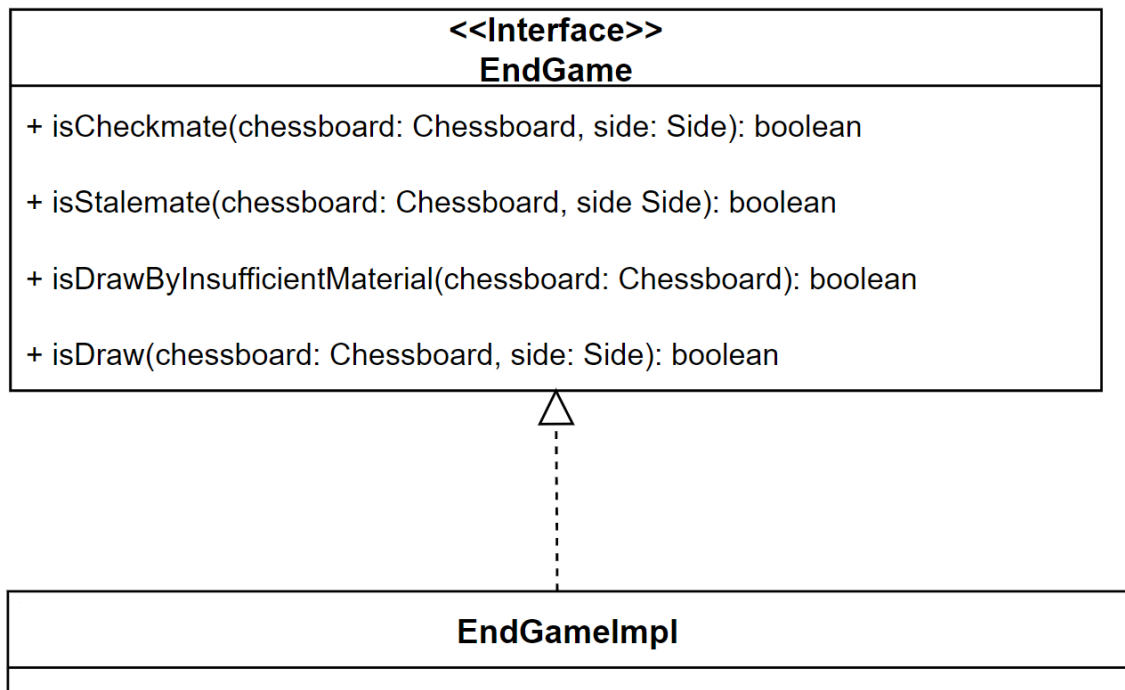 <<Interface>>
EndGame
+ isCheckmate(chessboard: Chessboard, side: Side): boolean
+ isStalemate(chessboard: Chessboard, side Side): boolean
+ isDrawByInsufficientMaterial(chessboard: Chessboard): boolean
+ isDraw(chessboard: Chessboard, side: Side): boolean
EndGameImpl